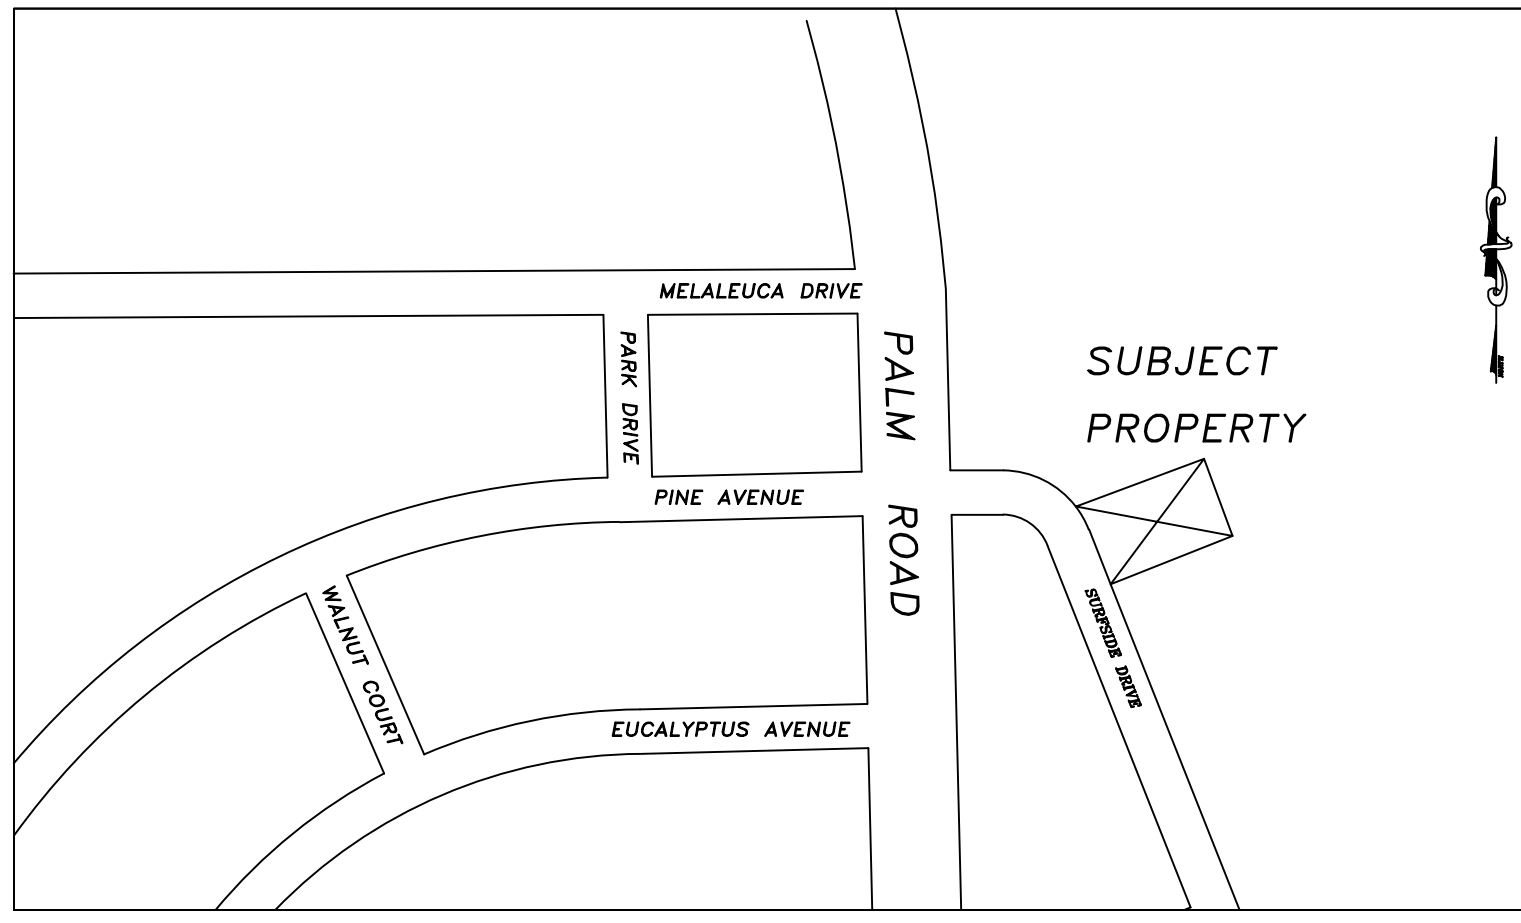 MELALEUCA DRIVE
PARK DRIVE
PALM ROAD
SUBJECT
PROPERTY
PINE AVENUE
WALNUT COURT
SURFSIDE DRIVE
EUCALYPTUS AVENUE